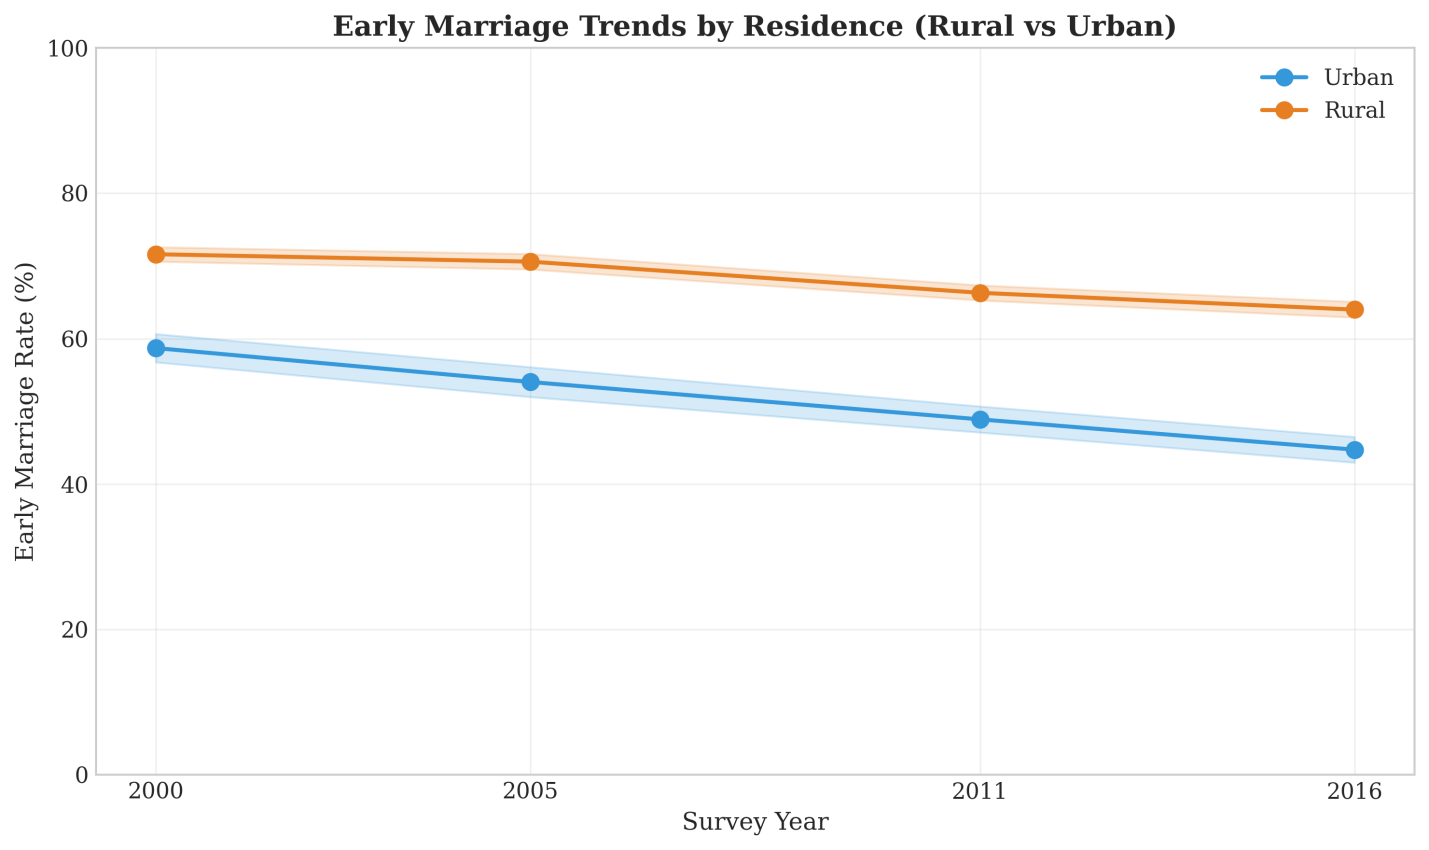 Early Marriage Trends by Residence (Rural vs Urban)
Urban
Rural
Early Marriage Rate (%)
100
80
60
40
20
0
2000 2005 2011 2016
Survey Year